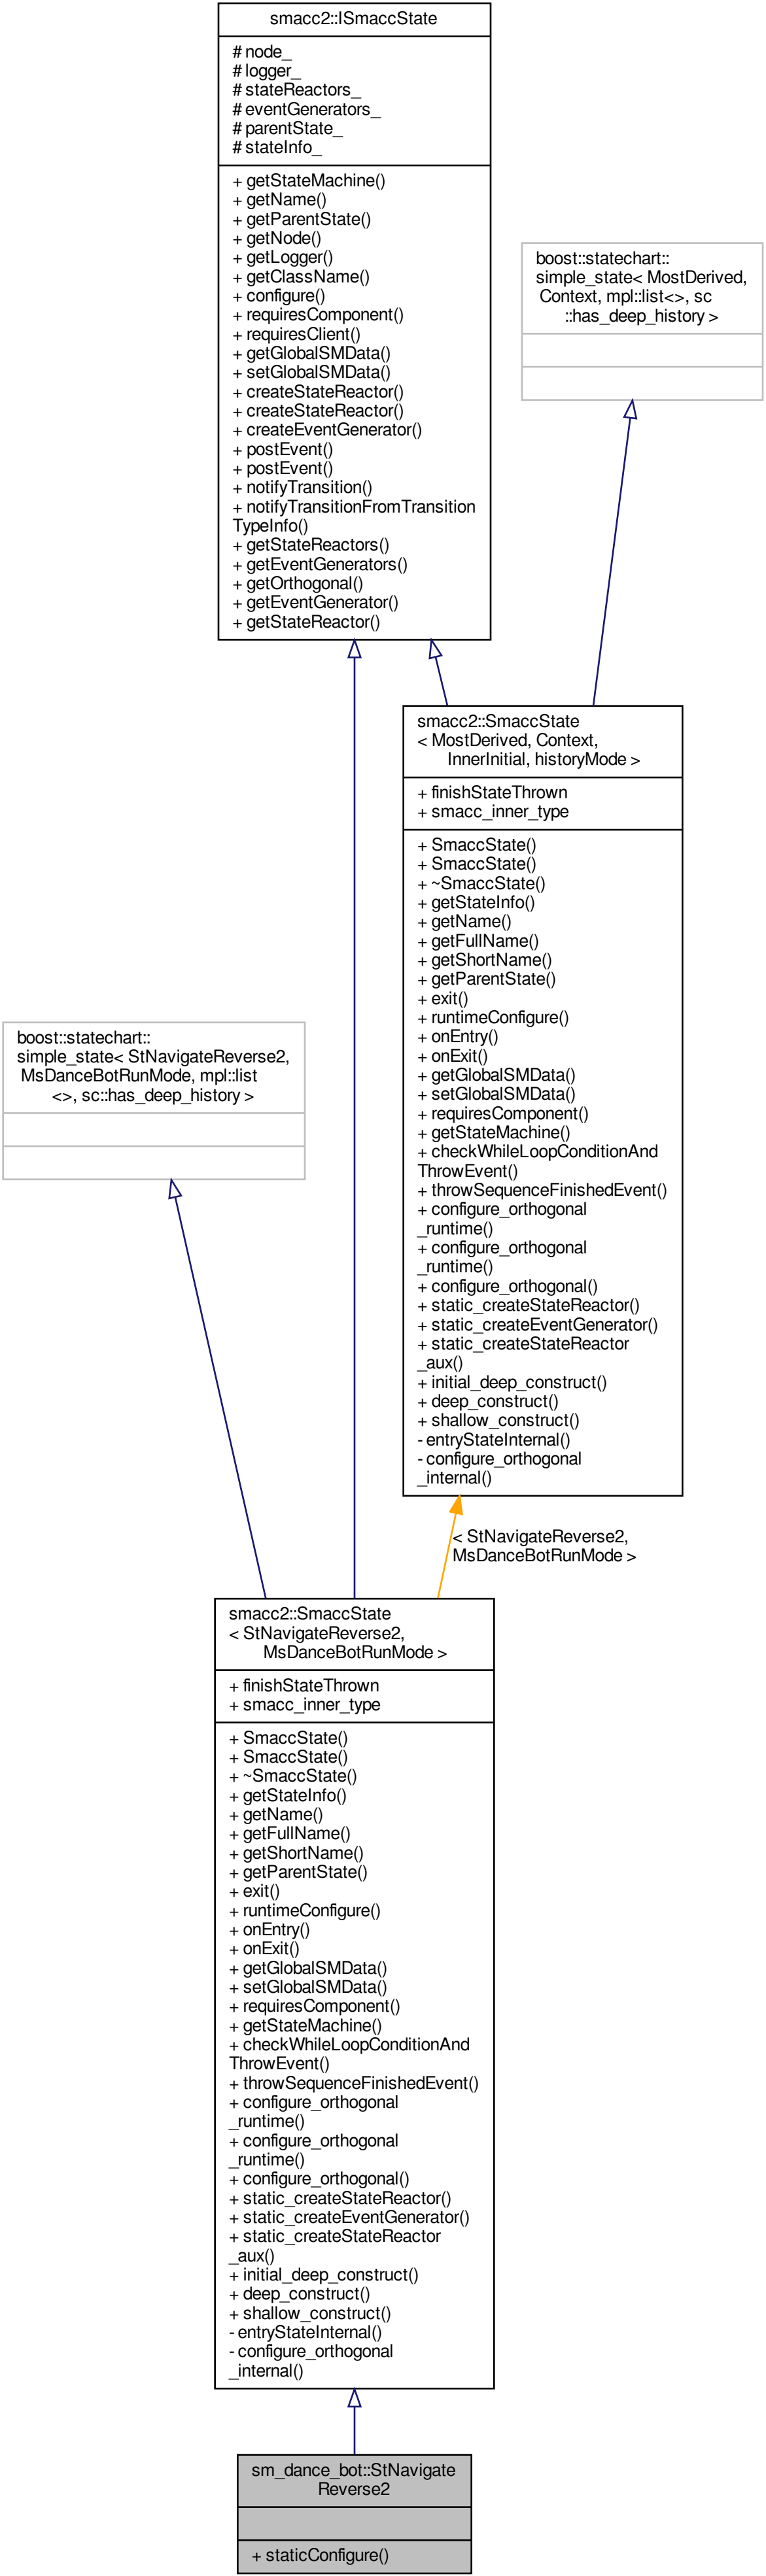 smacc2::ISmaccState
# node_
# logger_
# stateReactors_
# eventGenerators_
# parentState_
# stateInfo_
+ getStateMachine()
+ getName()
+ getParentState()
+ getNode()
+ getLogger()
+ getClassName()
+ configure()
+ requiresComponent()
+ requiresClient()
+ getGlobalSMData()
+ setGlobalSMData()
+ createStateReactor()
+ createStateReactor()
+ createEventGenerator()
+ postEvent()
+ postEvent()
+ notifyTransition()
+ notifyTransitionFromTransition
TypeInfo()
+ getStateReactors()
+ getEventGenerators()
+ getOrthogonal()
+ getEventGenerator()
+ getStateReactor()
boost::statechart::
simple_state< MostDerived,
Context, mpl::list<>, sc
::has_deep_history >
smacc2::SmaccState
< MostDerived, Context,
InnerInitial, historyMode >
+ finishStateThrown
+ smacc_inner_type
+ SmaccState()
+ SmaccState()
+ ~SmaccState()
+ getStateInfo()
+ getName()
+ getFullName()
+ getShortName()
+ getParentState()
+ exit()
+ runtimeConfigure()
+ onEntry()
+ onExit()
+ getGlobalSMData()
+ setGlobalSMData()
+ requiresComponent()
+ getStateMachine()
+ checkWhileLoopConditionAnd
ThrowEvent()
+ throwSequenceFinishedEvent()
+ configure_orthogonal
_runtime()
+ configure_orthogonal
_runtime()
+ configure_orthogonal()
+ static_createStateReactor()
+ static_createEventGenerator()
+ static_createStateReactor
_aux()
+ initial_deep_construct()
+ deep_construct()
+ shallow_construct()
- entryStateInternal()
- configure_orthogonal
_internal()
boost::statechart::
simple_state< StNavigateReverse2,
MsDanceBotRunMode, mpl::list
<>, sc::has_deep_history >
< StNavigateReverse2,
MsDanceBotRunMode >
smacc2::SmaccState
< StNavigateReverse2,
MsDanceBotRunMode >
+ finishStateThrown
+ smacc_inner_type
+ SmaccState()
+ SmaccState()
+ ~SmaccState()
+ getStateInfo()
+ getName()
+ getFullName()
+ getShortName()
+ getParentState()
+ exit()
+ runtimeConfigure()
+ onEntry()
+ onExit()
+ getGlobalSMData()
+ setGlobalSMData()
+ requiresComponent()
+ getStateMachine()
+ checkWhileLoopConditionAnd
ThrowEvent()
+ throwSequenceFinishedEvent()
+ configure_orthogonal
_runtime()
+ configure_orthogonal
_runtime()
+ configure_orthogonal()
+ static_createStateReactor()
+ static_createEventGenerator()
+ static_createStateReactor
_aux()
+ initial_deep_construct()
+ deep_construct()
+ shallow_construct()
- entryStateInternal()
- configure_orthogonal
_internal()
sm_dance_bot::StNavigate
Reverse2
+ staticConfigure()